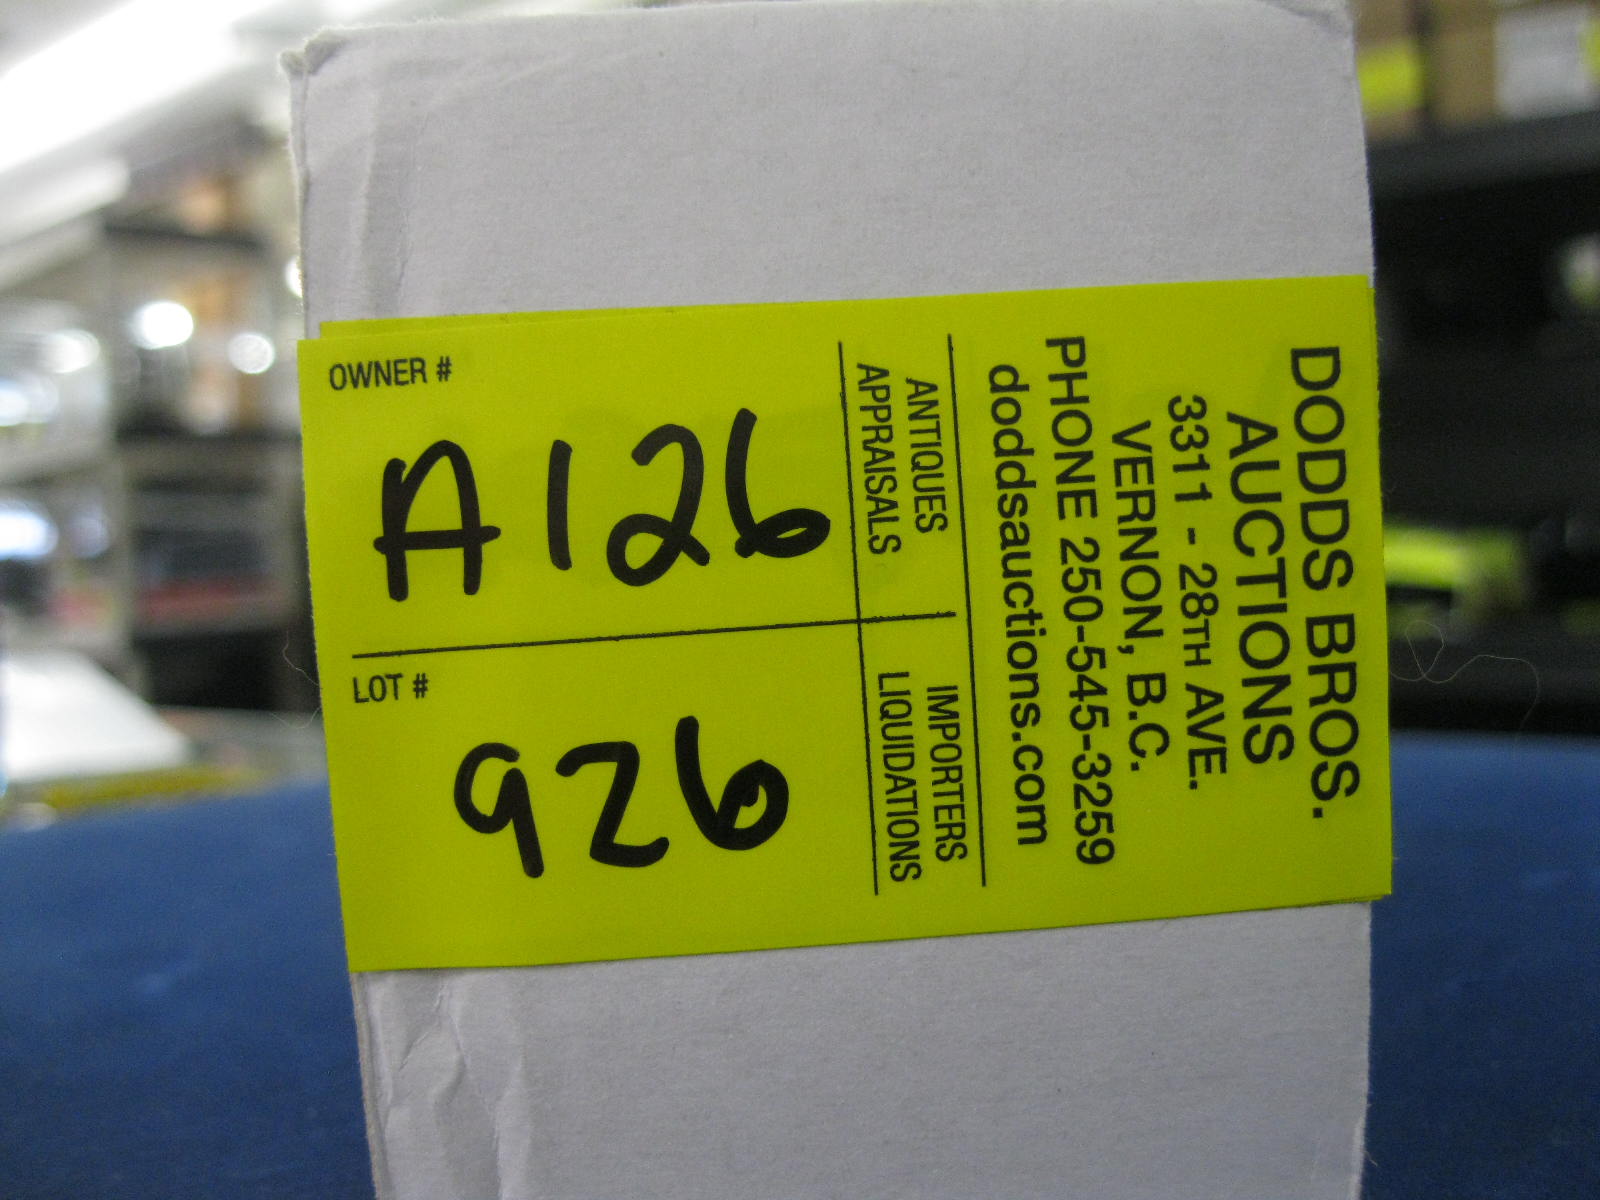 DODDS BROS.
AUCTIONS
3311 - 28TH AVE.
VERNON, B.C.
PHONE 250-545-3259
doddsauctions.com
ANTIQUES
APPRAISALS
IMPORTERS
LIQUIDATIONS
OWNER #
A126
LOT #
926